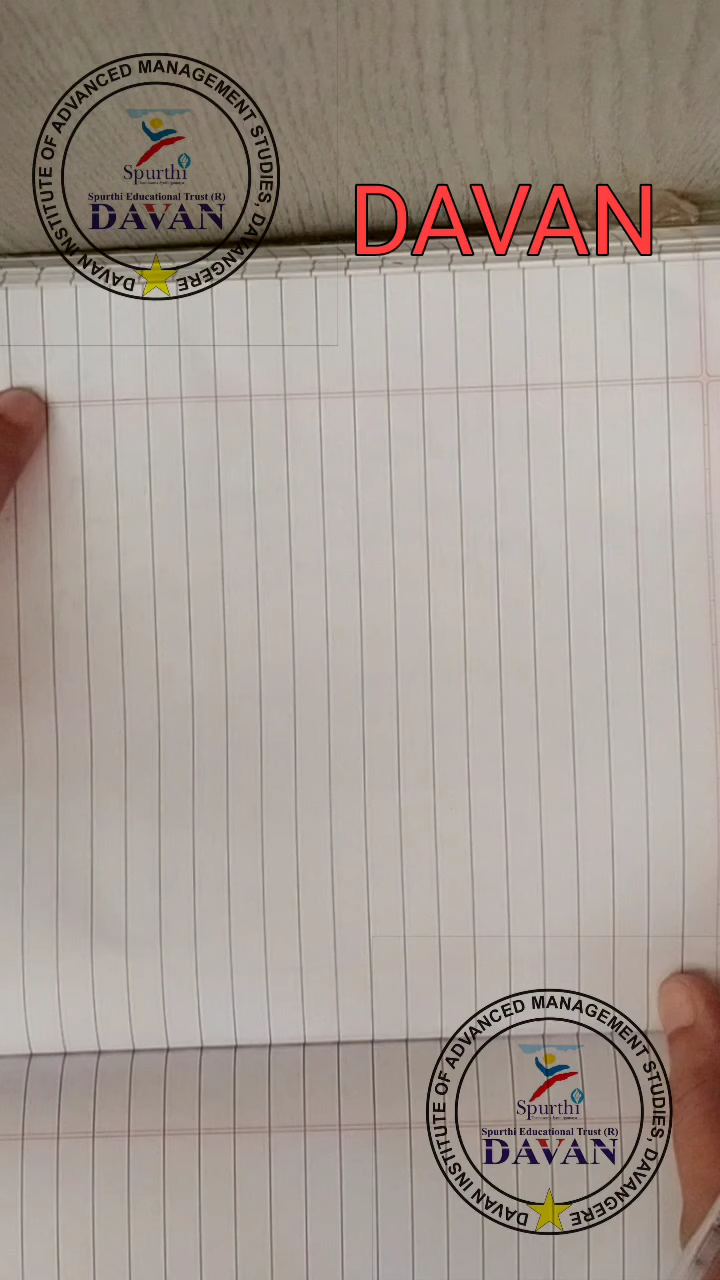 DAVAN INSTITUTE OF ADVANCED MANAGEMENT STUDIES, DAVANGERE
Spurthi
Spurthi Educational Trust (R)
DAVAN
DAVAN
DAVAN INSTITUTE OF ADVANCED MANAGEMENT STUDIES, DAVANGERE
Spurthi
Spurthi Educational Trust (R)
DAVAN